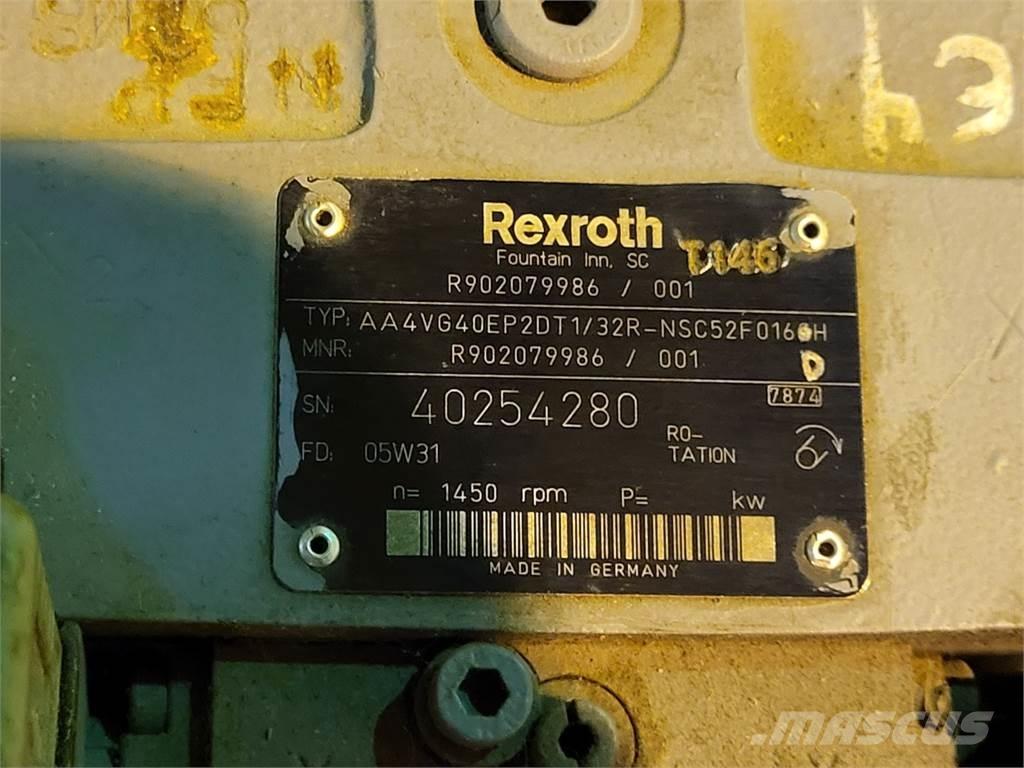 Rexroth
Fountain Inn, SC T146
R902079986 / 001
TYP: AA4VG40EP2DT1/32R-NSC52F016
MNR: R902079986 / 001 D
SN: 40254280 7874
FD: 05W31 RO-
TATION
n= 1450 rpm P= kw
MADE IN GERMANY
MASCUS